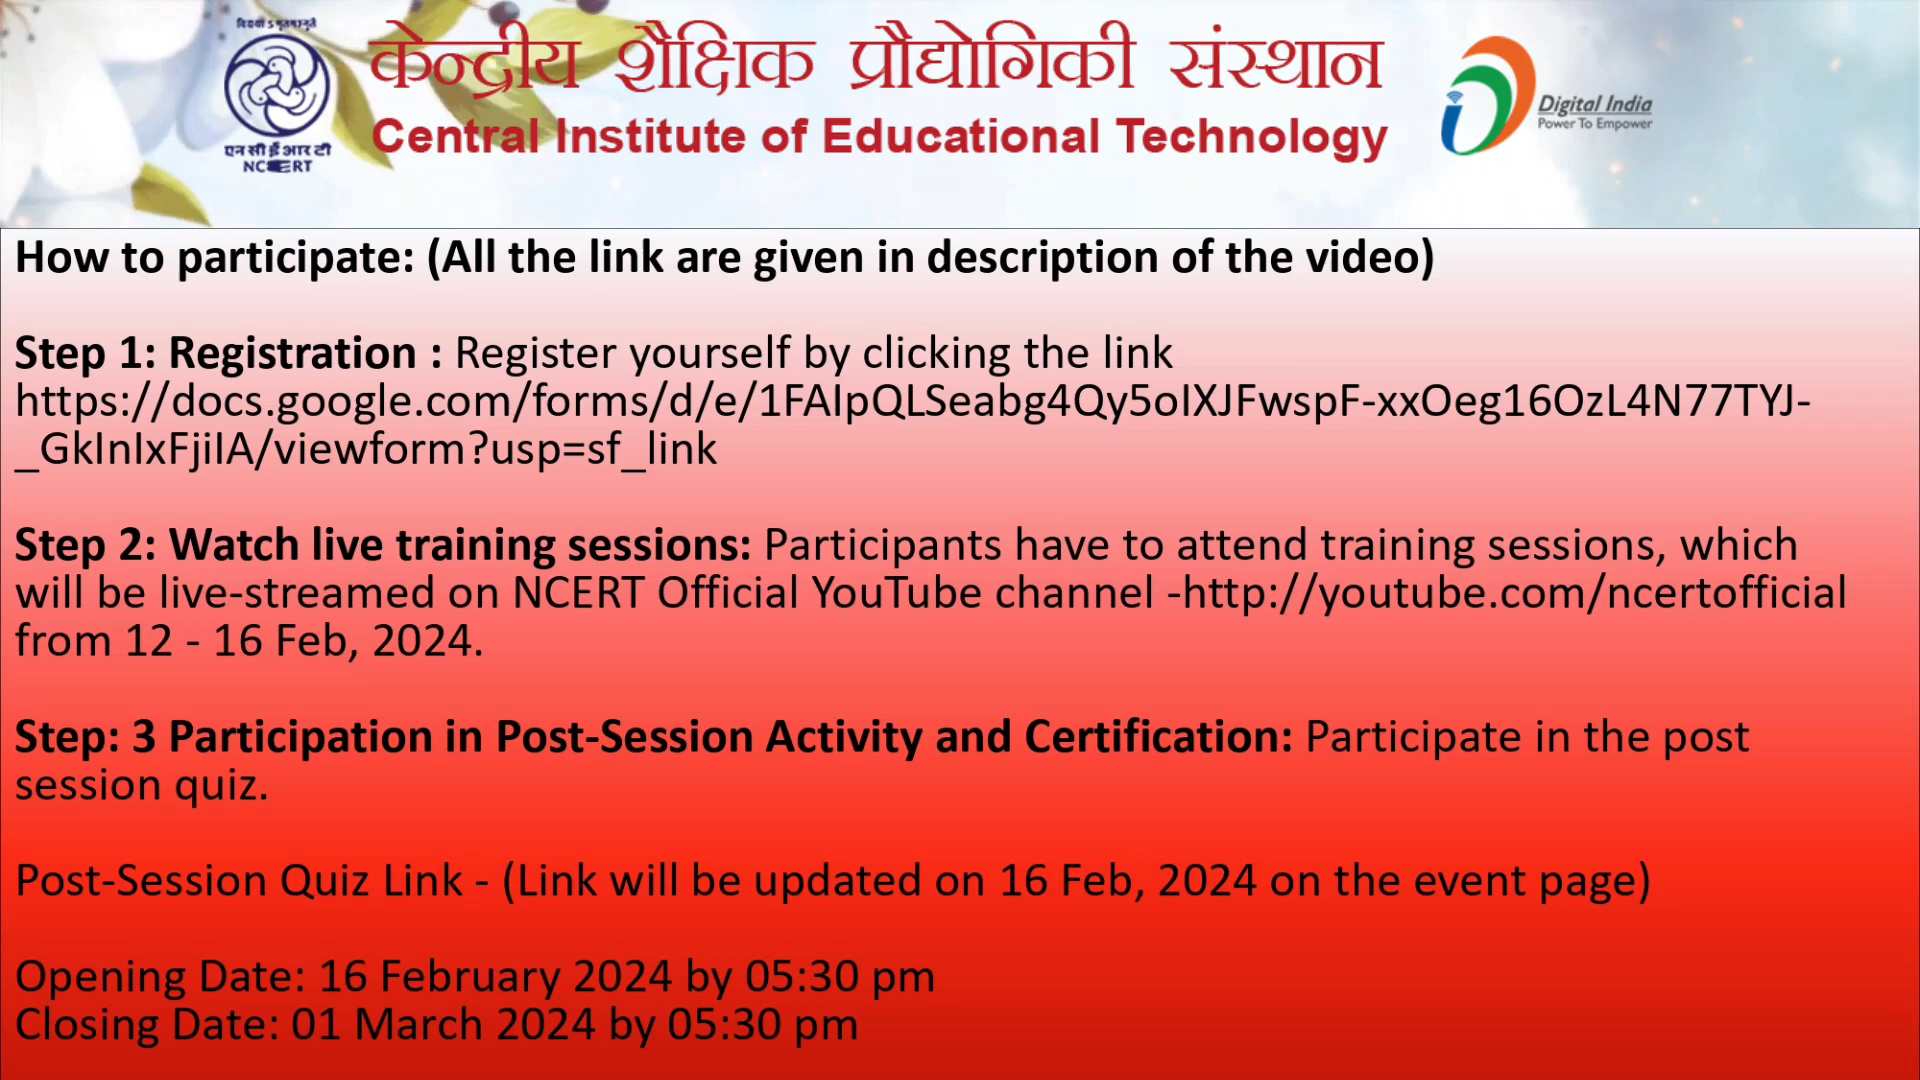 विद्यया ऽ मृतमश्नुते
एन सी ई आर टी
NCERT
केन्द्रीय शैक्षिक प्रौद्योगिकी संस्थान
Central Institute of Educational Technology
Digital India
Power To Empower
How to participate: (All the link are given in description of the video)
Step 1: Registration : Register yourself by clicking the link
https://docs.google.com/forms/d/e/1FAIpQLSeabg4Qy5oIXJFwspF-xxOeg16OzL4N77TYJ-
_GkInIxFjiIA/viewform?usp=sf_link
Step 2: Watch live training sessions: Participants have to attend training sessions, which
will be live-streamed on NCERT Official YouTube channel -http://youtube.com/ncertofficial
from 12 - 16 Feb, 2024.
Step: 3 Participation in Post-Session Activity and Certification: Participate in the post
session quiz.
Post-Session Quiz Link - (Link will be updated on 16 Feb, 2024 on the event page)
Opening Date: 16 February 2024 by 05:30 pm
Closing Date: 01 March 2024 by 05:30 pm